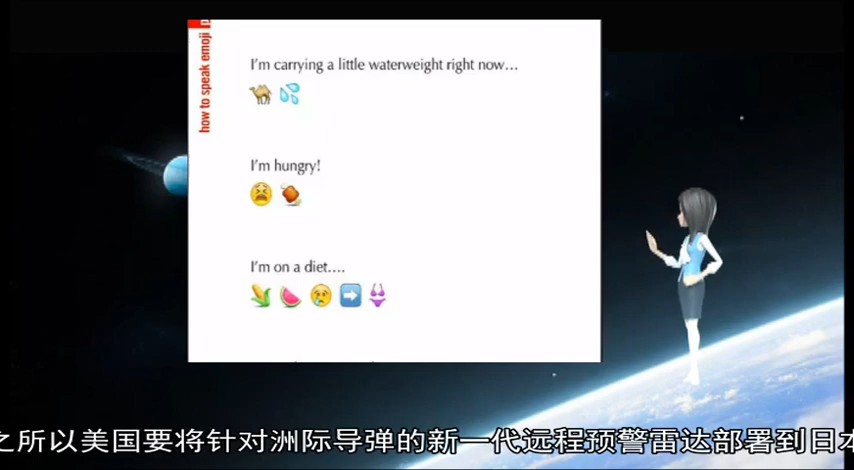 how to speak emoji
I'm carrying a little waterweight right now...
I'm hungry!
I'm on a diet....
之所以美国要将针对洲际导弹的新一代远程预警雷达部署到日本